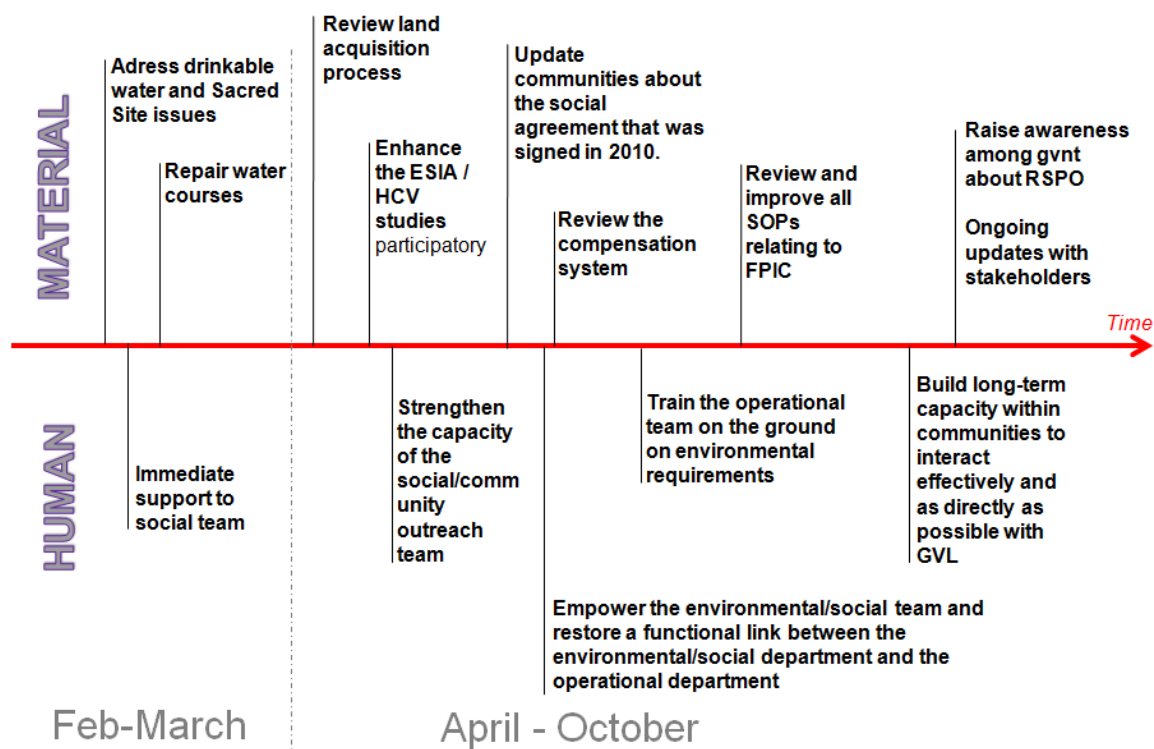 MATERIAL
Adress drinkable
water and Sacred
Site issues
Repair water
courses
Review land
acquisition
process
Enhance
the ESIA /
HCV
studies
participatory
Update
communities about
the social
agreement that was
signed in 2010.
Review the
compensation
system
Review and
improve all
SOPs
relating to
FPIC
Raise awareness
among gvnt
about RSPO
Ongoing
updates with
stakeholders
Time
HUMAN
Immediate
support to
social team
Strengthen
the capacity
of the
social/comm
unity
outreach
team
Empower the environmental/social team and
restore a functional link between the
environmental/social department and the
operational department
Train the operational
team on the ground
on environmental
requirements
Build long-term
capacity within
communities to
interact
effectively and
as directly as
possible with
GVL
Feb-March
April - October